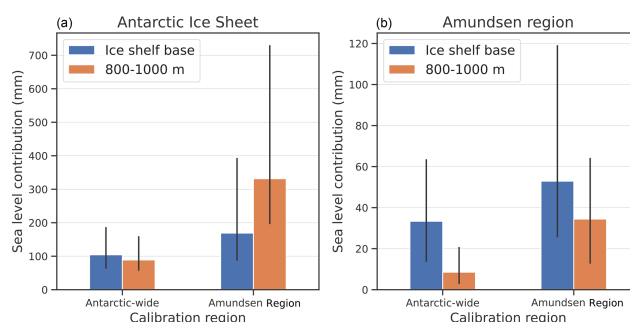 (a) Antarctic Ice Sheet
Ice shelf base
800-1000 m
700
600
500
400
300
200
100
0
Sea level contribution (mm)
Antarctic-wide Amundsen Region
Calibration region
(b) Amundsen region
Ice shelf base
800-1000 m
120
100
80
60
40
20
0
Sea level contribution (mm)
Antarctic-wide Amundsen Region
Calibration region